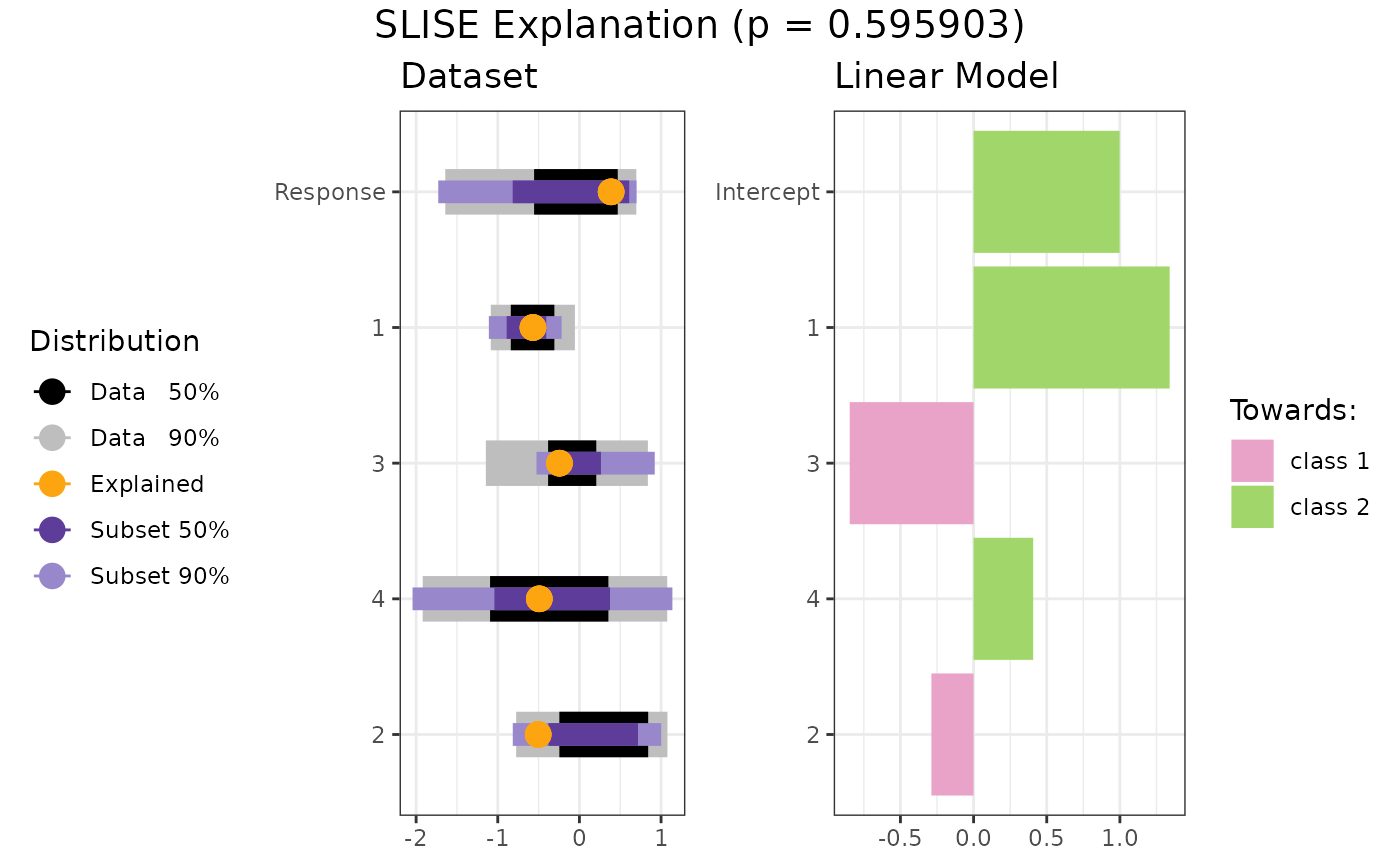 SLISE Explanation (p = 0.595903)
Dataset
Linear Model
Response
1
3
4
2
-2 -1 0 1
Intercept
1
3
4
2
-0.5 0.0 0.5 1.0
Distribution
Data 50%
Data 90%
Explained
Subset 50%
Subset 90%
Towards:
class 1
class 2